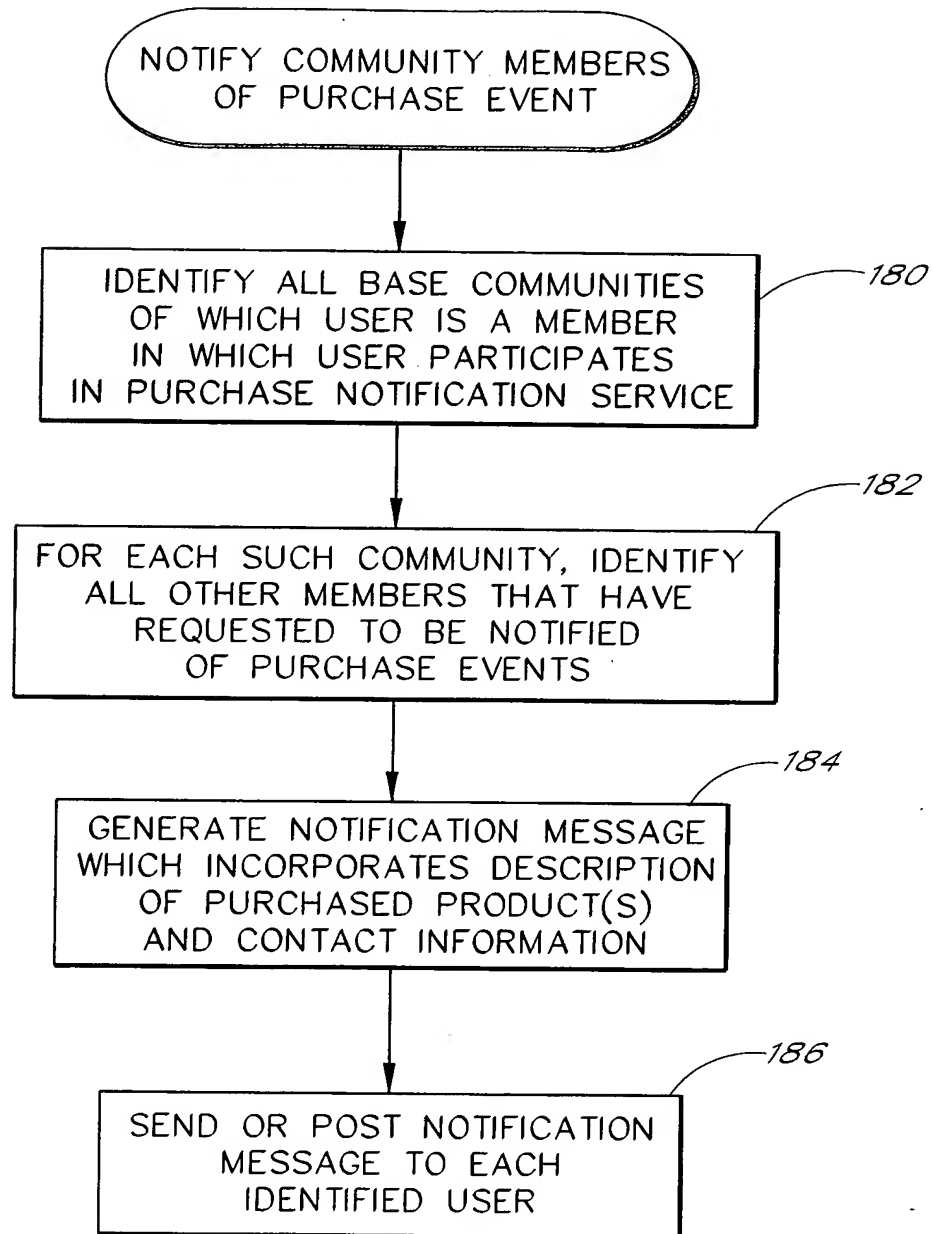 NOTIFY COMMUNITY MEMBERS
OF PURCHASE EVENT
IDENTIFY ALL BASE COMMUNITIES
OF WHICH USER IS A MEMBER
IN WHICH USER PARTICIPATES
IN PURCHASE NOTIFICATION SERVICE
180
182
FOR EACH SUCH COMMUNITY, IDENTIFY
ALL OTHER MEMBERS THAT HAVE
REQUESTED TO BE NOTIFIED
OF PURCHASE EVENTS
184
GENERATE NOTIFICATION MESSAGE
WHICH INCORPORATES DESCRIPTION
OF PURCHASED PRODUCT(S)
AND CONTACT INFORMATION
186
SEND OR POST NOTIFICATION
MESSAGE TO EACH
IDENTIFIED USER